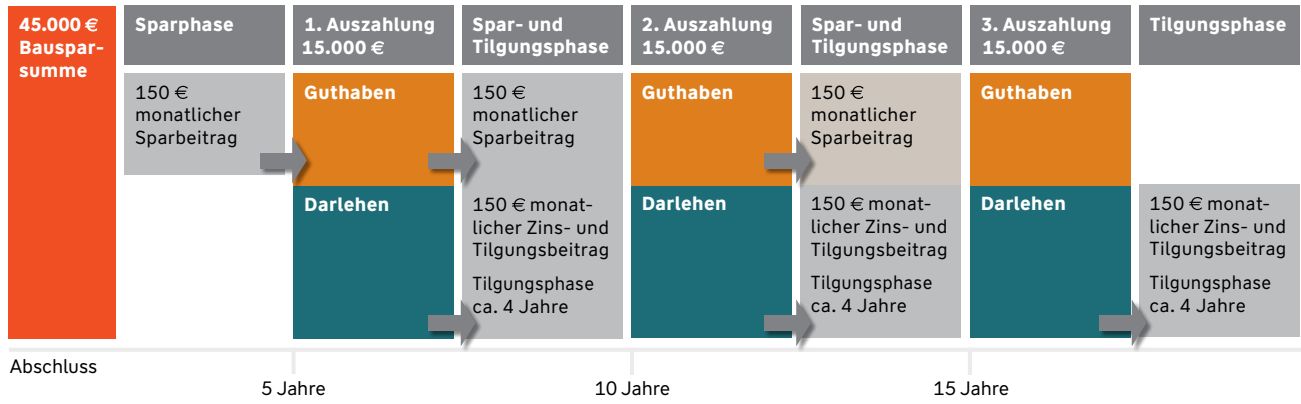 45.000 €
Bauspar-
summe
Sparphase
1. Auszahlung
15.000 €
Spar- und
Tilgungsphase
2. Auszahlung
15.000 €
Spar- und
Tilgungsphase
3. Auszahlung
15.000 €
Tilgungsphase
150 €
monatlicher
Sparbeitrag
Guthaben
150 €
monatlicher
Sparbeitrag
Guthaben
150 €
monatlicher
Sparbeitrag
Guthaben
Darlehen
150 € monat-
licher Zins- und
Tilgungsbeitrag
Tilgungsphase
ca. 4 Jahre
Darlehen
150 € monat-
licher Zins- und
Tilgungsbeitrag
Tilgungsphase
ca. 4 Jahre
Darlehen
150 € monat-
licher Zins- und
Tilgungsbeitrag
Tilgungsphase
ca. 4 Jahre
Abschluss
5 Jahre
10 Jahre
15 Jahre